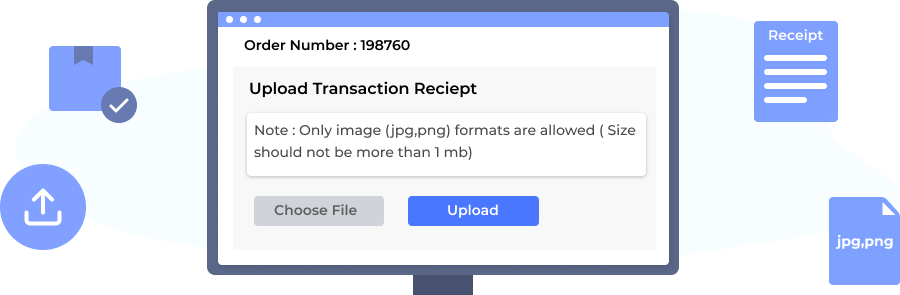 Order Number : 198760
Receipt
Upload Transaction Reciept
Note : Only image (jpg,png) formats are allowed ( Size
should not be more than 1 mb)
Choose File
Upload
jpg,png